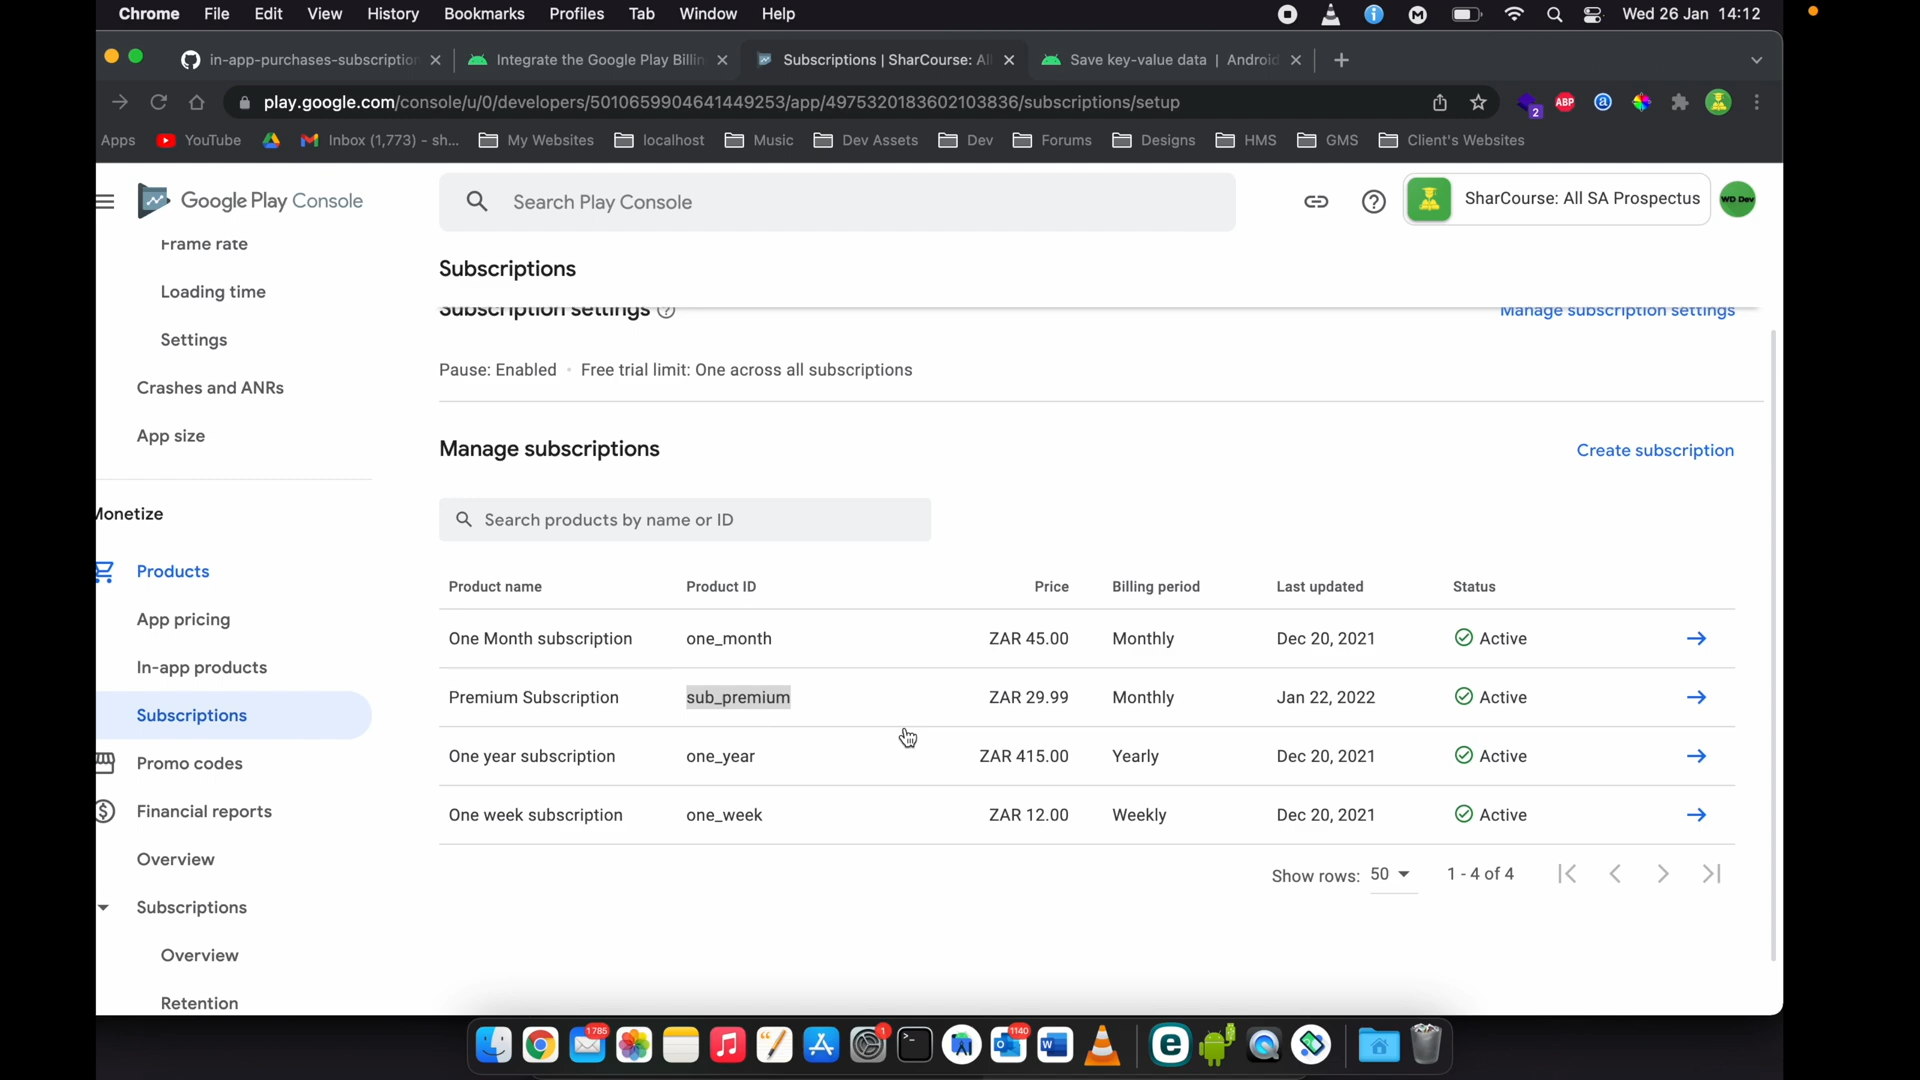 Chrome File Edit View History Bookmarks Profiles Tab Window Help Wed 26 Jan 14:12
in-app-purchases-subscription Integrate the Google Play Billin Subscriptions | SharCourse: Al Save key-value data | Android
play.google.com/console/u/0/developers/5010659904641449253/app/4975320183602103836/subscriptions/setup 2 ABP a
Apps YouTube Inbox (1,773) - sh... My Websites localhost Music Dev Assets Dev Forums Designs HMS GMS Client's Websites
Google Play Console Search Play Console SharCourse: All SA Prospectus WD Dev
Frame rate
Loading time
Settings
Crashes and ANRs
App size
Monetize
Products
App pricing
In-app products
Subscriptions
Promo codes
Financial reports
Overview
Subscriptions
Overview
Retention
Subscriptions
Subscription settings Manage subscription settings
Pause: Enabled · Free trial limit: One across all subscriptions
Manage subscriptions Create subscription
Search products by name or ID
Product name Product ID Price Billing period Last updated Status
One Month subscription one_month ZAR 45.00 Monthly Dec 20, 2021 Active
Premium Subscription sub_premium ZAR 29.99 Monthly Jan 22, 2022 Active
One year subscription one_year ZAR 415.00 Yearly Dec 20, 2021 Active
One week subscription one_week ZAR 12.00 Weekly Dec 20, 2021 Active
Show rows: 50 1 - 4 of 4
1785 1 1140